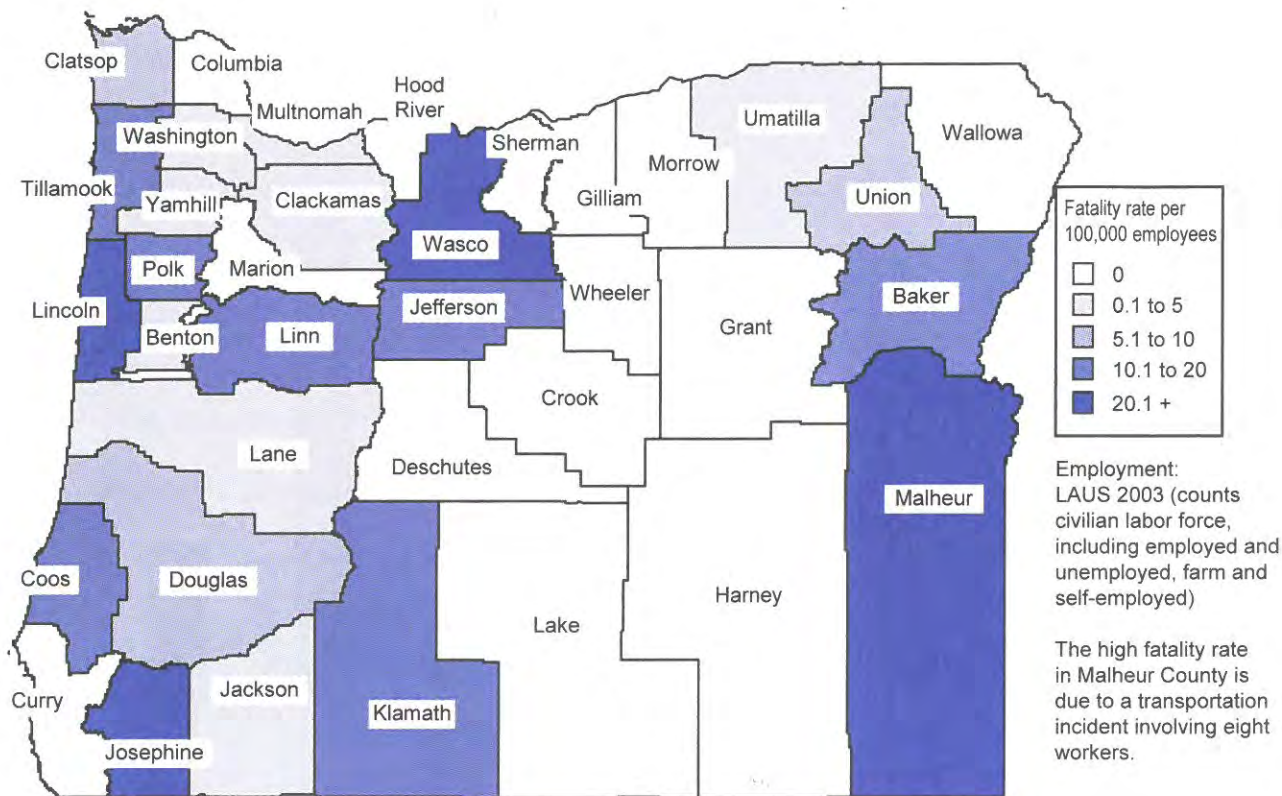 Clatsop
Columbia
Hood
River
Multnomah
Washington
Sherman
Umatilla
Wallowa
Morrow
Gilliam
Tillamook
Yamhill
Clackamas
Union
Wasco
Polk
Marion
Lincoln
Jefferson
Wheeler
Baker
Benton
Linn
Grant
Crook
Lane
Deschutes
Malheur
Coos
Douglas
Harney
Lake
Curry
Jackson
Klamath
Josephine
Fatality rate per
100,000 employees
0
0.1 to 5
5.1 to 10
10.1 to 20
20.1 +
Employment:
LAUS 2003 (counts
civilian labor force,
including employed and
unemployed, farm and
self-employed)
The high fatality rate
in Malheur County is
due to a transportation
incident involving eight
workers.